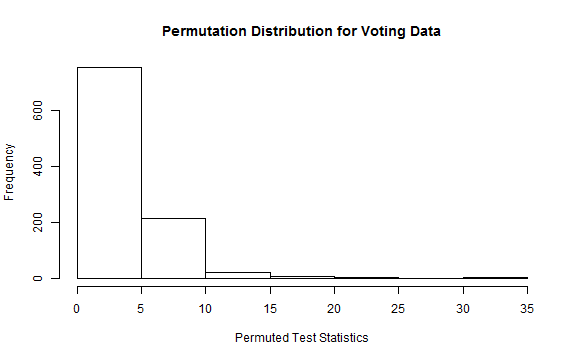 Permutation Distribution for Voting Data
Frequency
600
400
200
0
0 5 10 15 20 25 30 35
Permuted Test Statistics